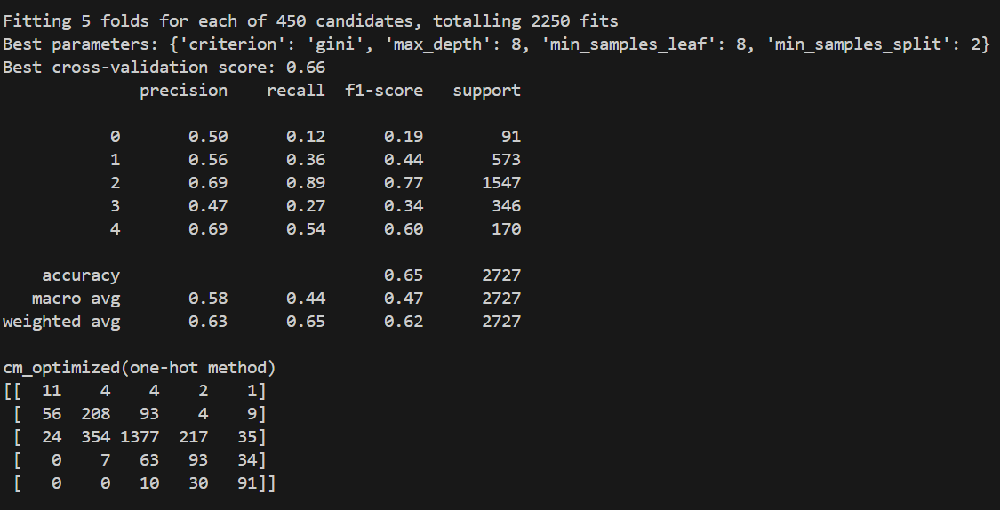 Fitting 5 folds for each of 450 candidates, totalling 2250 fits
Best parameters: {'criterion': 'gini', 'max_depth': 8, 'min_samples_leaf': 8, 'min_samples_split': 2}
Best cross-validation score: 0.66
              precision    recall  f1-score   support

           0       0.50      0.12      0.19        91
           1       0.56      0.36      0.44       573
           2       0.69      0.89      0.77      1547
           3       0.47      0.27      0.34       346
           4       0.69      0.54      0.60       170

    accuracy                           0.65      2727
   macro avg       0.58      0.44      0.47      2727
weighted avg       0.63      0.65      0.62      2727

cm_optimized(one-hot method)
[[  11    4    4    2    1]
 [  56  208   93    4    9]
 [  24  354 1377  217   35]
 [   0    7   63   93   34]
 [   0    0   10   30   91]]